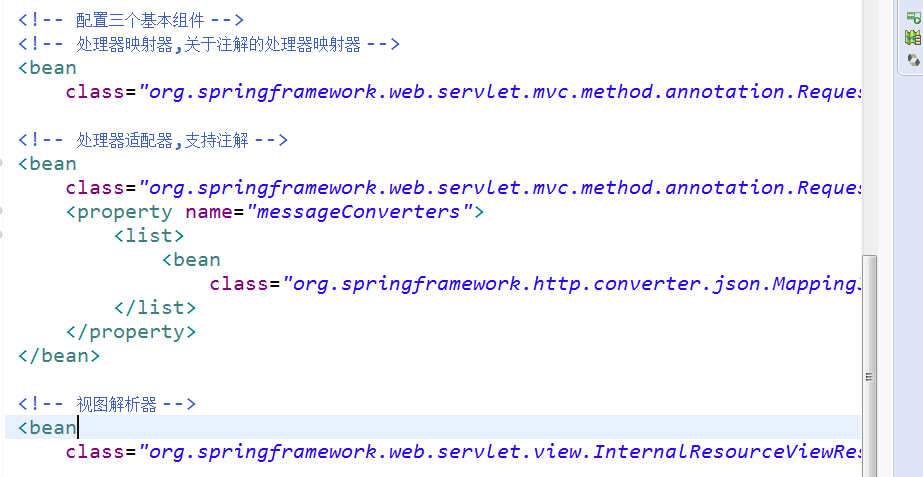 <!-- 配置三个基本组件 -->
<!-- 处理器映射器,关于注解的处理器映射器 -->
<bean
class="org.springframework.web.servlet.mvc.method.annotation.Reques
<!-- 处理器适配器,支持注解 -->
<bean
class="org.springframework.web.servlet.mvc.method.annotation.Reques
<property name="messageConverters">
<list>
<bean
class="org.springframework.http.converter.json.Mapping
</list>
</property>
</bean>
<!-- 视图解析器 -->
<bean
class="org.springframework.web.servlet.view.InternalResourceViewRes